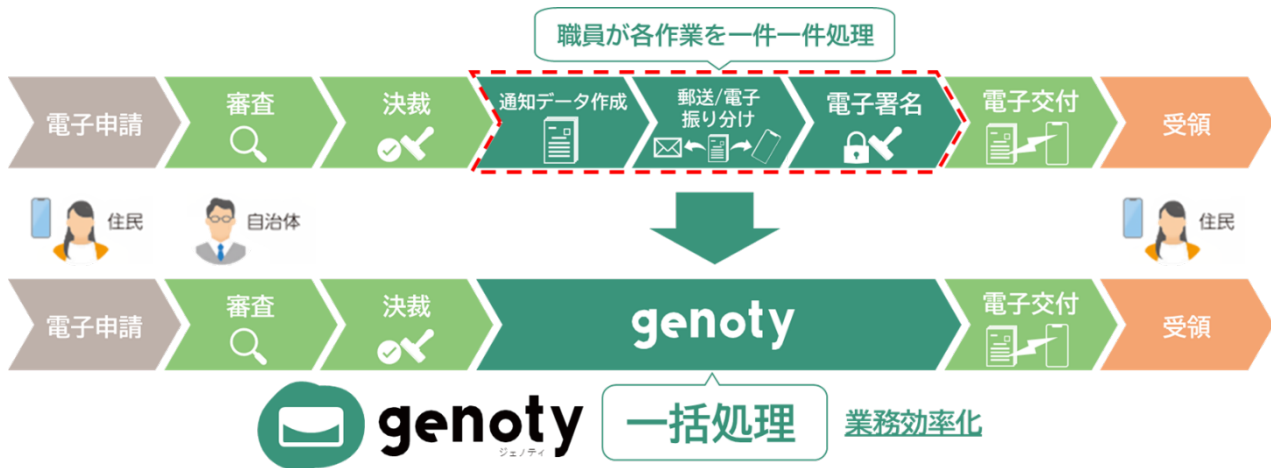 職員が各作業を一件一件処理
電子申請
審査
決裁
通知データ作成
郵送/電子
振り分け
電子署名
電子交付
受領
住民
自治体
住民
電子申請
審査
決裁
genoty
電子交付
受領
genoty
ジェノティ
一括処理
業務効率化